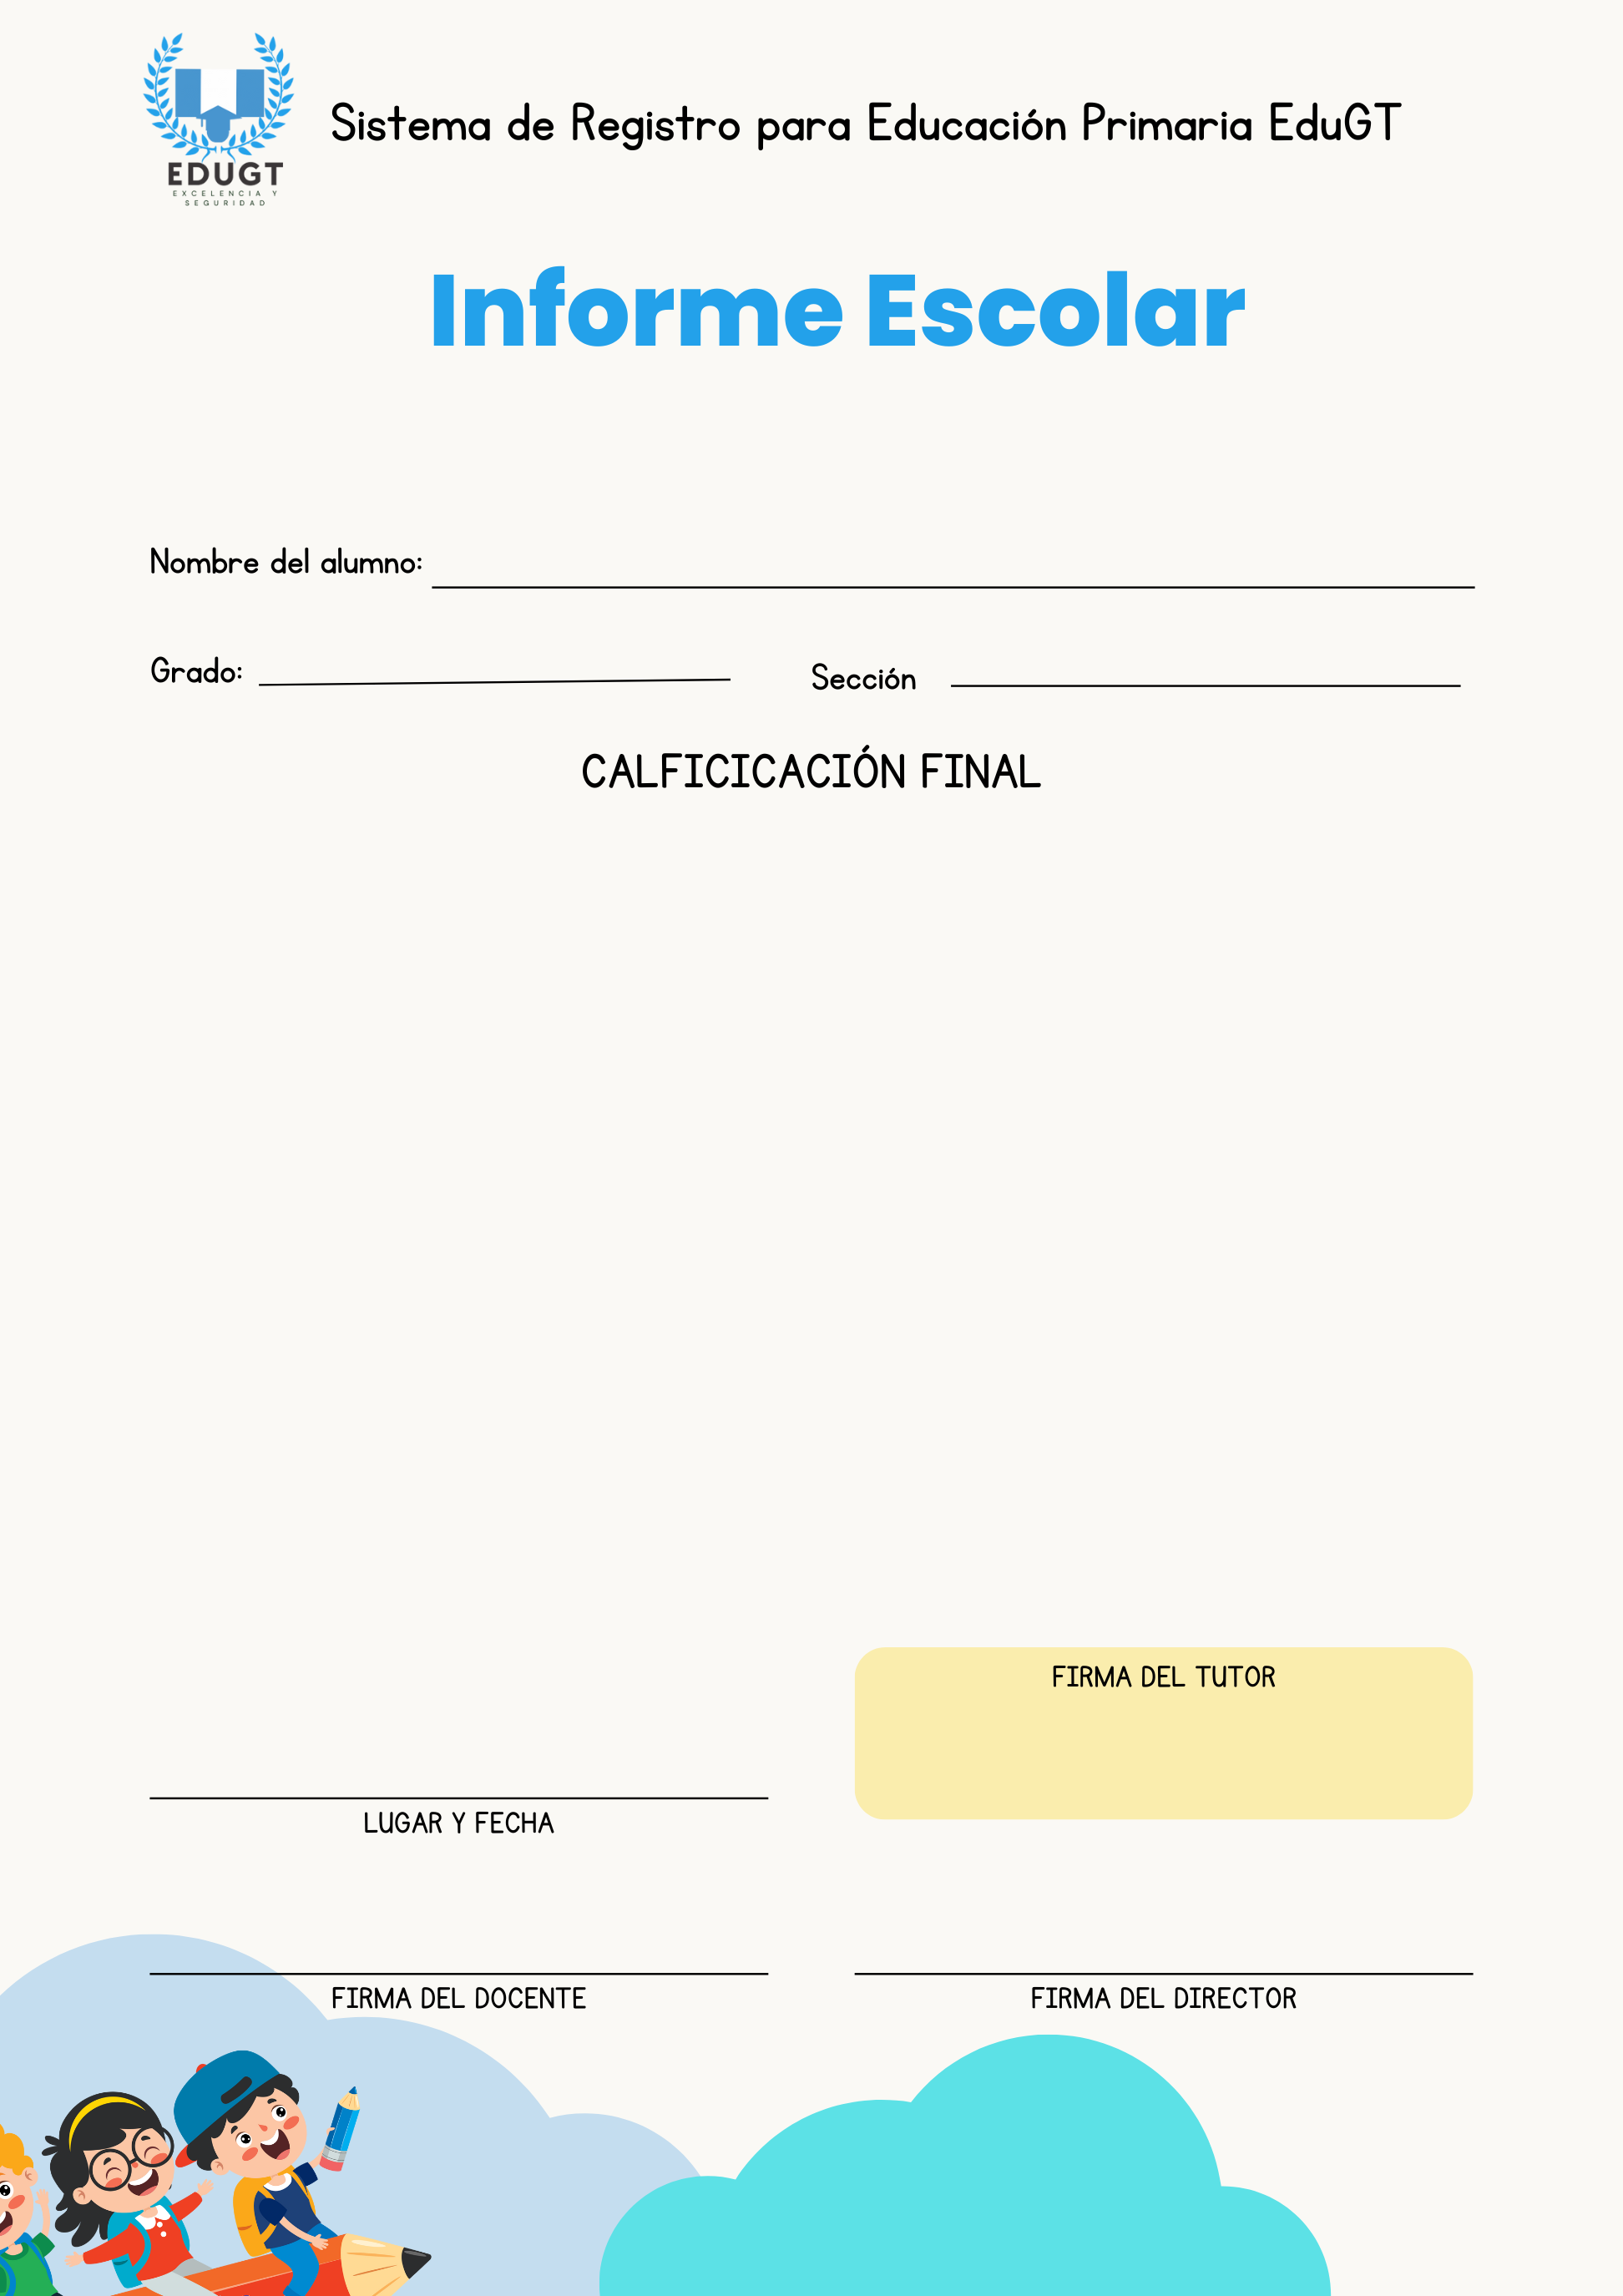 EDUGT
EXCELENCIA Y
SEGURIDAD
Sistema de Registro para Educación Primaria EduGT
Informe Escolar
Nombre del alumno:
Grado:
Sección
CALFICICACIÓN FINAL
FIRMA DEL TUTOR
LUGAR Y FECHA
FIRMA DEL DOCENTE
FIRMA DEL DIRECTOR